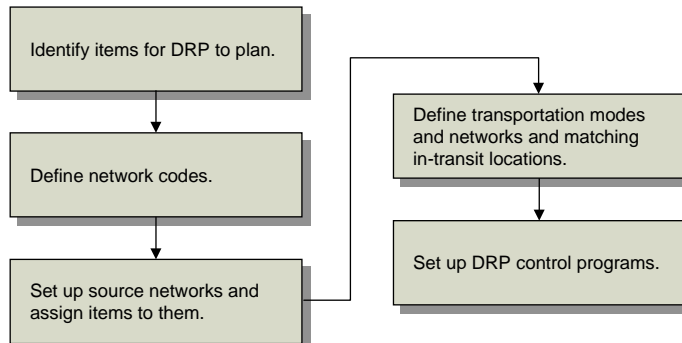 Identify items for DRP to plan.
Define network codes.
Set up source networks and
assign items to them.
Define transportation modes
and networks and matching
in-transit locations.
Set up DRP control programs.